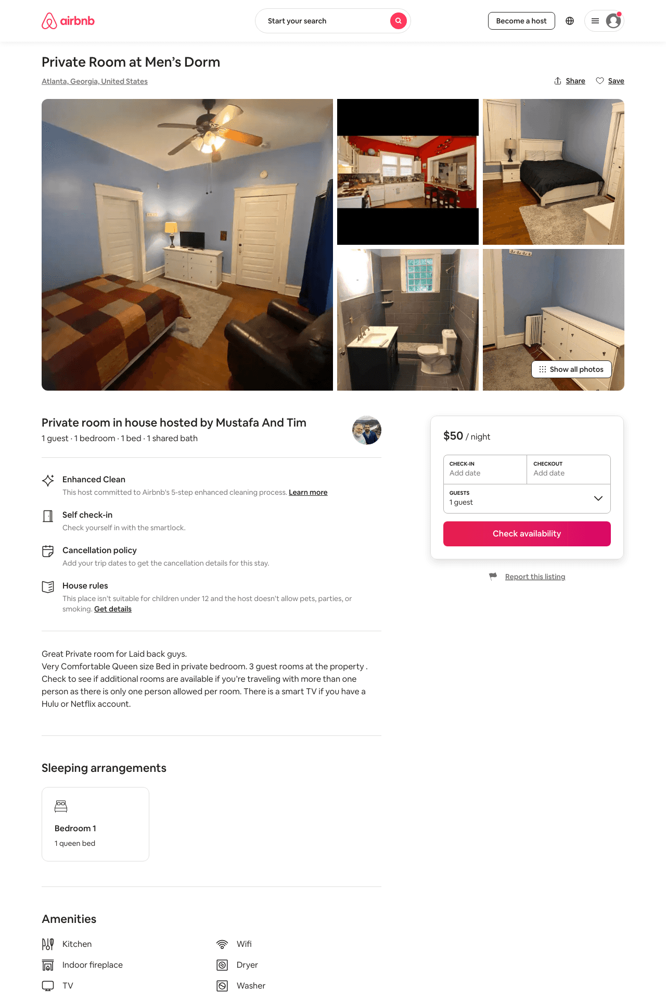 airbnb
Start your search
Become a host
Private Room at Men’s Dorm
Atlanta, Georgia, United States
Share
Save
Show all photos
Private room in house hosted by Mustafa And Tim
1 guest · 1 bedroom · 1 bed · 1 shared bath
Enhanced Clean
This host committed to Airbnb's 5-step enhanced cleaning process. Learn more
Self check-in
Check yourself in with the smartlock.
Cancellation policy
Add your trip dates to get the cancellation details for this stay.
House rules
This place isn’t suitable for children under 12 and the host doesn’t allow pets, parties, or
smoking. Get details
$50 / night
CHECK-IN
Add date
CHECKOUT
Add date
GUESTS
1 guest
Check availability
Report this listing
Great Private room for Laid back guys.
Very Comfortable Queen size Bed in private bedroom. 3 guest rooms at the property .
Check to see if additional rooms are available if you’re traveling with more than one
person as there is only one person allowed per room. There is a smart TV if you have a
Hulu or Netflix account.
Sleeping arrangements
Bedroom 1
1 queen bed
Amenities
Kitchen
Wifi
Indoor fireplace
Dryer
TV
Washer